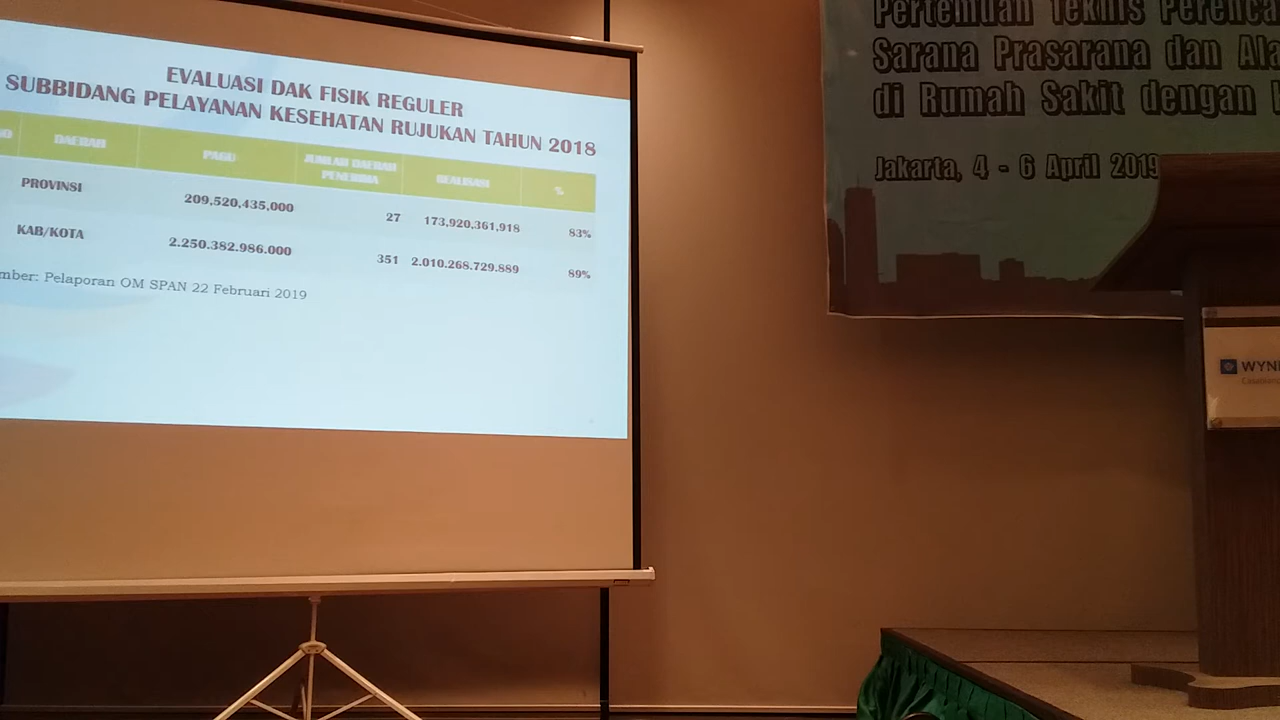 EVALUASI DAK FISIK REGULER
SUBBIDANG PELAYANAN KESEHATAN RUJUKAN TAHUN 2018
DAERAH PAGU JUMLAH DAERAH PENERIMA REALISASI %
PROVINSI 209,520,435,000 27 173,920,361,918 83%
KAB/KOTA 2.250.382.986.000 351 2.010.268.729.889 89%
mber: Pelaporan OM SPAN 22 Februari 2019
Pertemuan Teknis Perenca
Sarana Prasarana dan Ala
di Rumah Sakit dengan
Jakarta, 4 - 6 April 2019
WYN